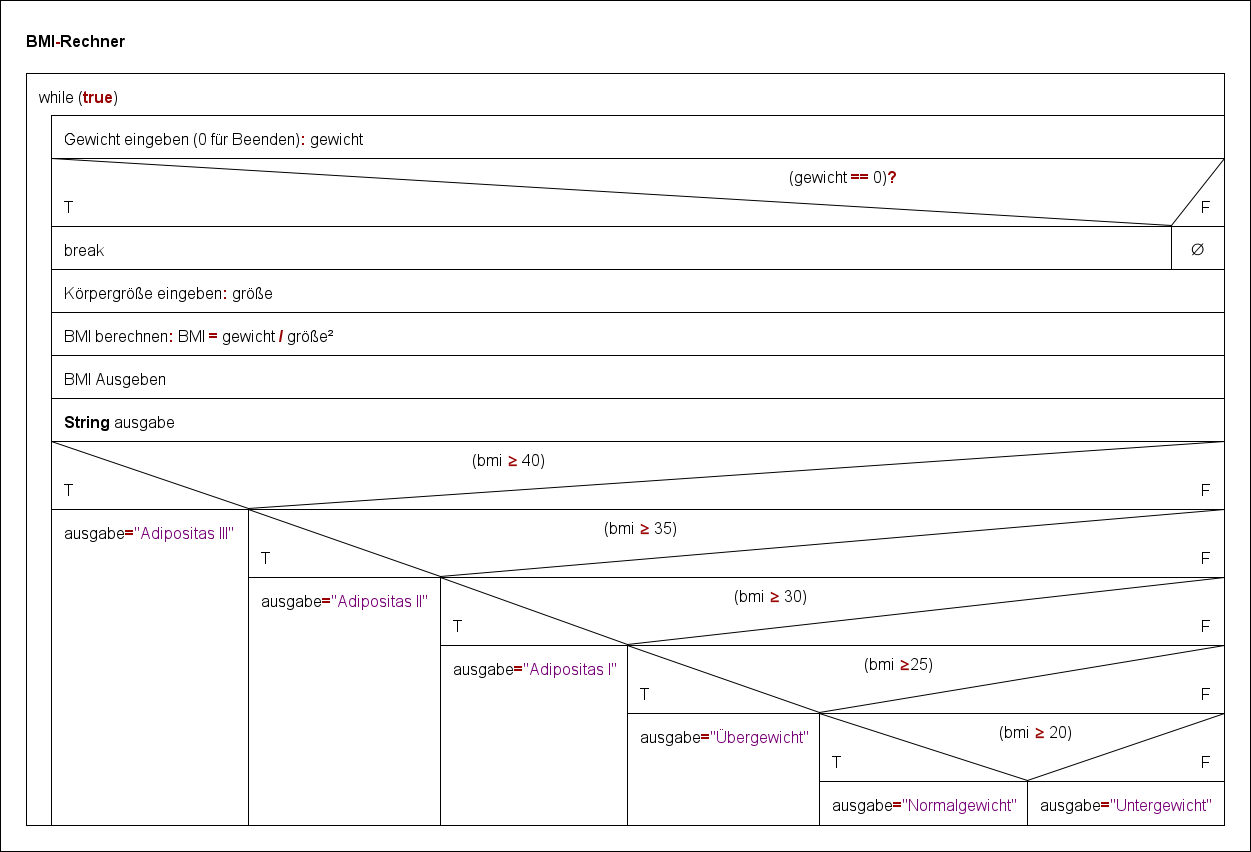 BMI-Rechner
while (true)
Gewicht eingeben (0 für Beenden): gewicht
(gewicht == 0)?
T
F
break
∅
Körpergröße eingeben: größe
BMI berechnen: BMI = gewicht / größe²
BMI Ausgeben
String ausgabe
(bmi ≥ 40)
T
F
ausgabe="Adipositas III"
(bmi ≥ 35)
T
F
ausgabe="Adipositas II"
(bmi ≥ 30)
T
F
ausgabe="Adipositas I"
(bmi ≥25)
T
F
ausgabe="Übergewicht"
(bmi ≥ 20)
T
F
ausgabe="Normalgewicht"
ausgabe="Untergewicht"